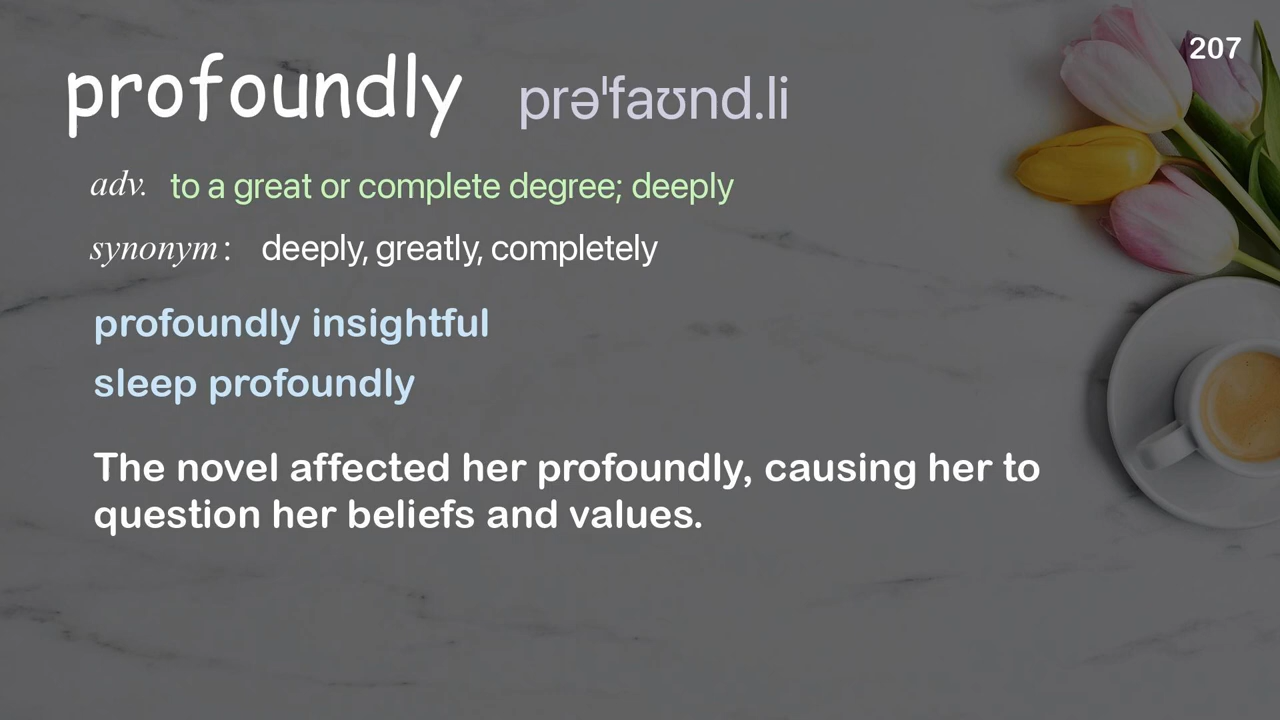 207
profoundly prəˈfaʊnd.li
adv. to a great or complete degree; deeply
synonym: deeply, greatly, completely
profoundly insightful
sleep profoundly
The novel affected her profoundly, causing her to
question her beliefs and values.